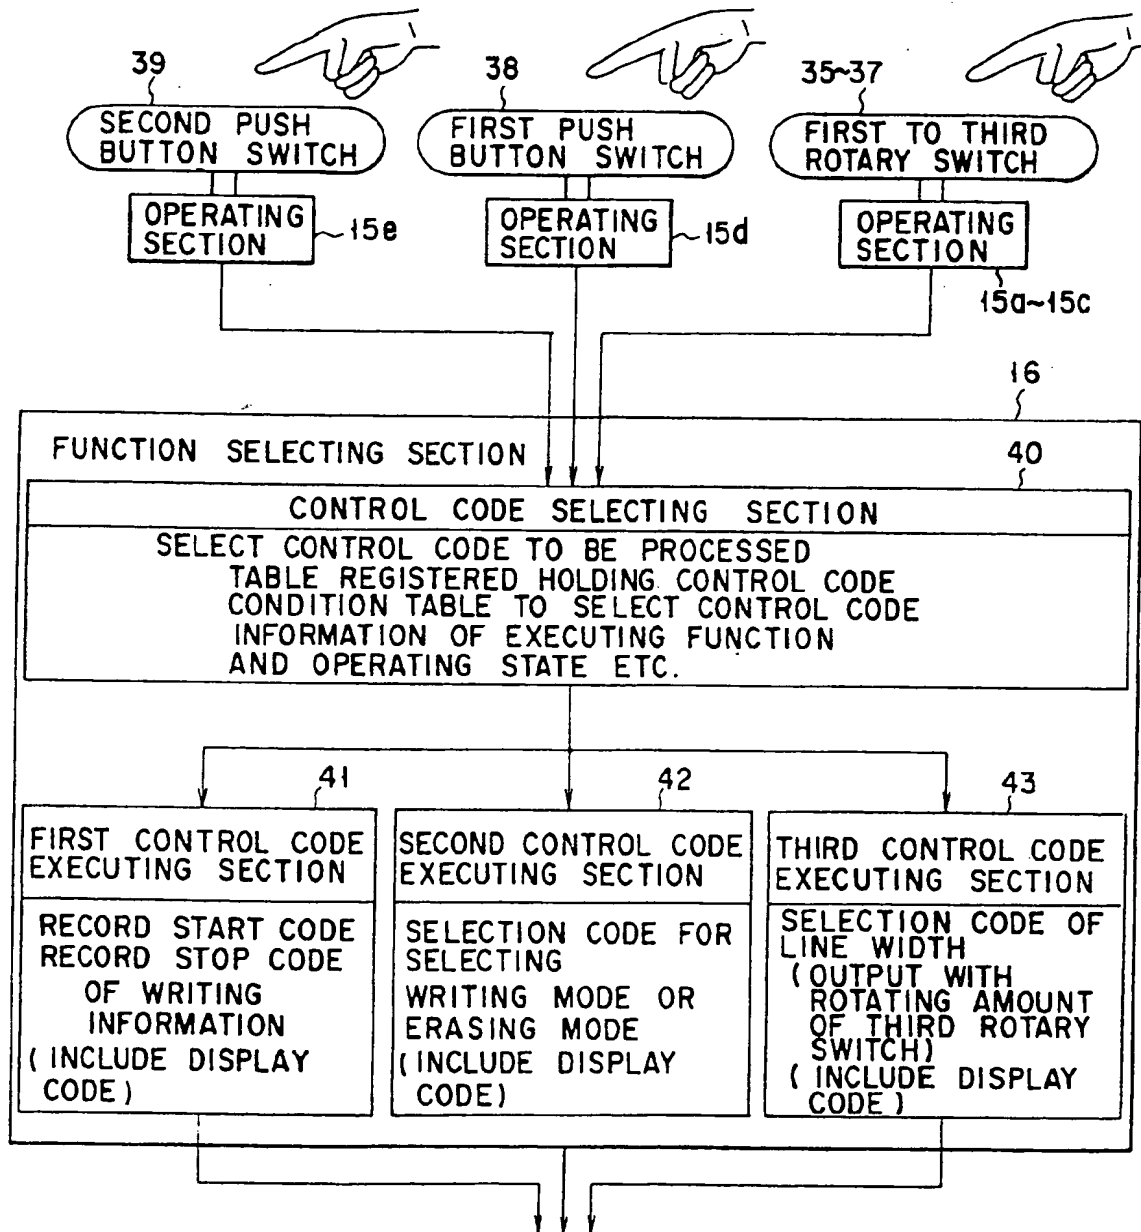 39
SECOND PUSH
BUTTON SWITCH
OPERATING
SECTION
15e
38
FIRST PUSH
BUTTON SWITCH
OPERATING
SECTION
15d
35~37
FIRST TO THIRD
ROTARY SWITCH
OPERATING
SECTION
15a~15c
16
FUNCTION SELECTING SECTION
40
CONTROL CODE SELECTING SECTION
SELECT CONTROL CODE TO BE PROCESSED
TABLE REGISTERED HOLDING CONTROL CODE
CONDITION TABLE TO SELECT CONTROL CODE
INFORMATION OF EXECUTING FUNCTION
AND OPERATING STATE ETC.
41
FIRST CONTROL CODE
EXECUTING SECTION
RECORD START CODE
RECORD STOP CODE
OF WRITING
INFORMATION
(INCLUDE DISPLAY
CODE)
42
SECOND CONTROL CODE
EXECUTING SECTION
SELECTION CODE FOR
SELECTING
WRITING MODE OR
ERASING MODE
(INCLUDE DISPLAY
CODE)
43
THIRD CONTROL CODE
EXECUTING SECTION
SELECTION CODE OF
LINE WIDTH
(OUTPUT WITH
ROTATING AMOUNT
OF THIRD ROTARY
SWITCH)
(INCLUDE DISPLAY
CODE)